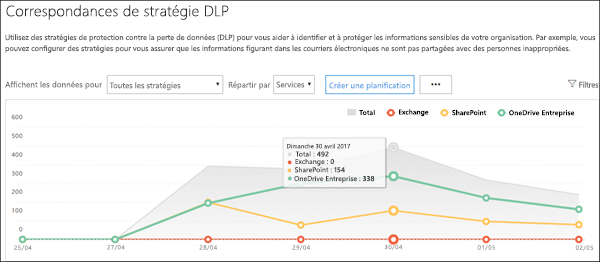 Correspondances de stratégie DLP
Utilisez des stratégies de protection contre la perte de données (DLP) pour vous aider à identifier et à protéger les informations sensibles de votre organisation. Par exemple, vous
pouvez configurer des stratégies pour vous assurer que les informations figurant dans les courriers électroniques ne sont pas partagées avec des personnes inappropriées.
Affichent les données pour Toutes les stratégies Répartir par Services Créer une planification ••• Filtres
Total Exchange SharePoint OneDrive Entreprise
600
500
400
300
200
100
0
Dimanche 30 avril 2017
Total : 492
Exchange : 0
SharePoint : 154
OneDrive Entreprise : 338
25/04 27/04 28/04 29/04 30/04 01/05 02/05